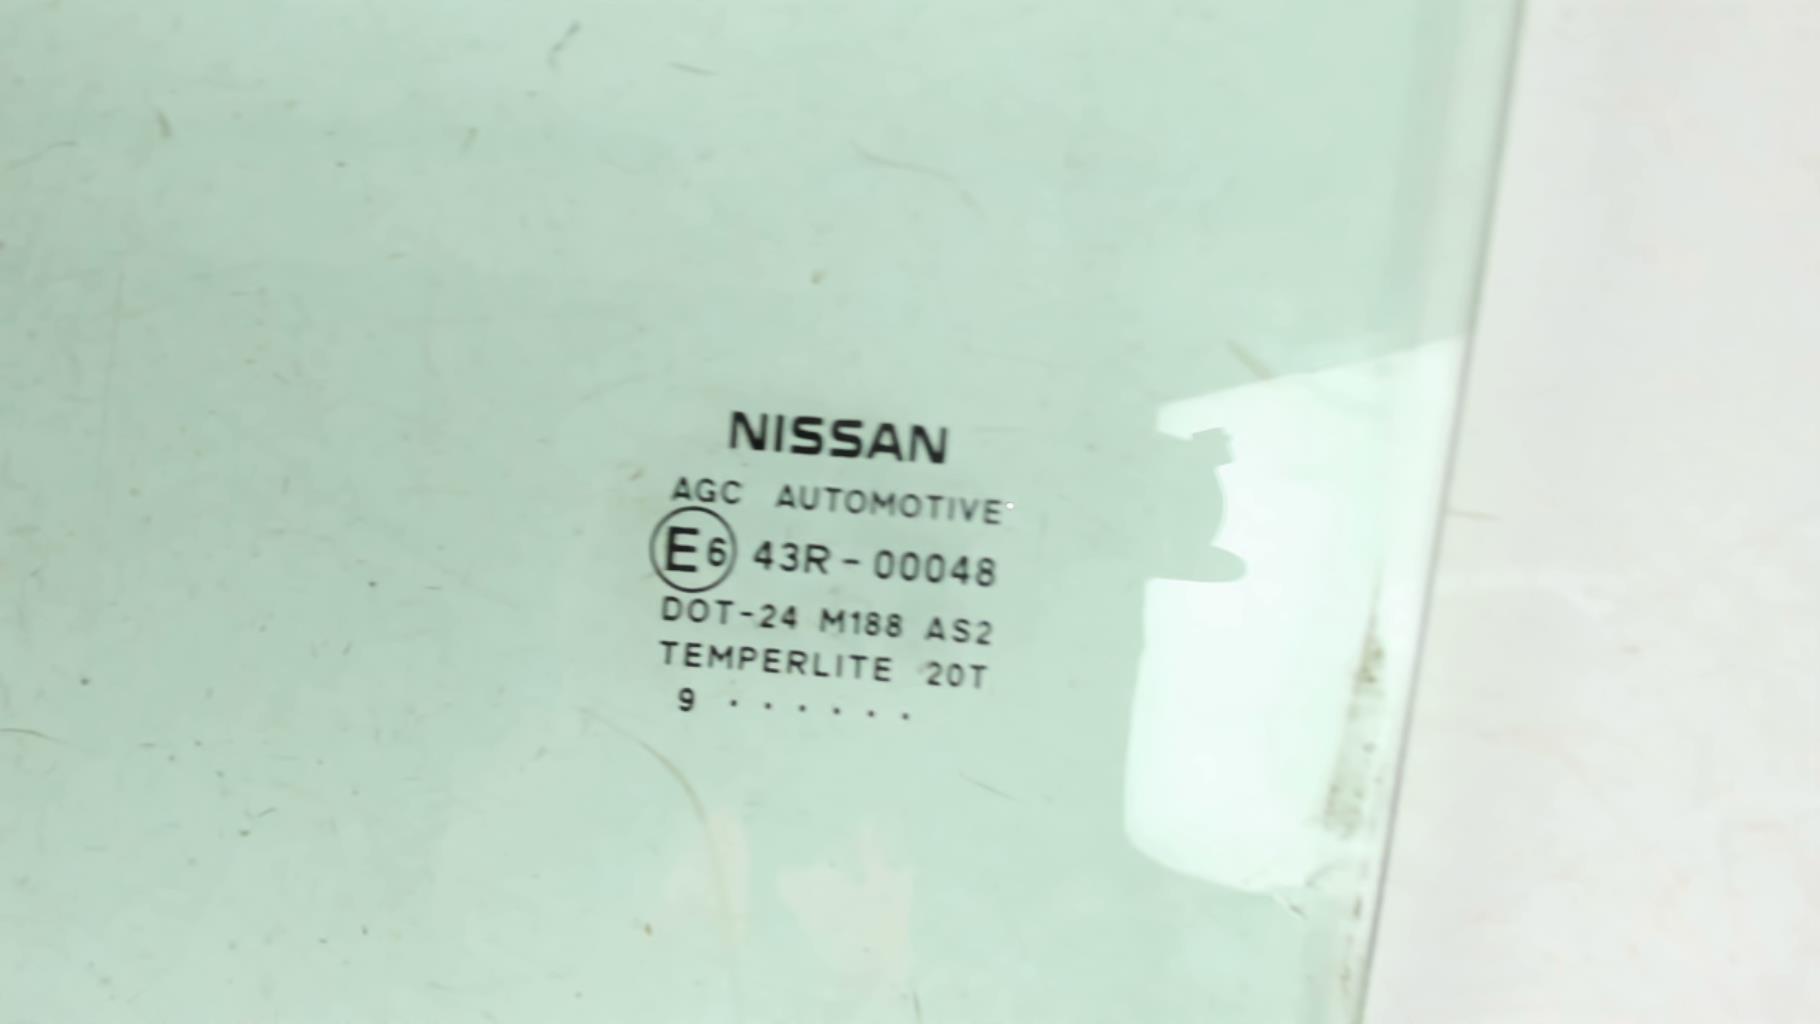 NISSAN
AGC AUTOMOTIVE
E6 43R-00048
DOT-24 M188 AS2
TEMPERLITE 20T
9 ······